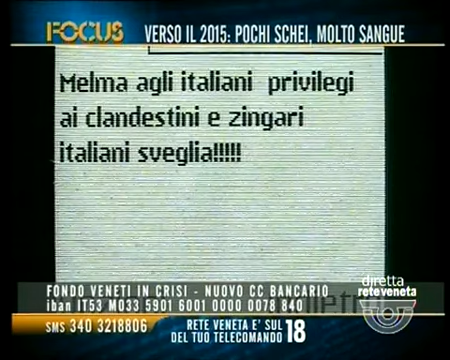 FOCUS
VERSO IL 2015: POCHI SCHEI, MOLTO SANGUE
Melma agli italiani privilegi
ai clandestini e zingari
italiani sveglia!!!!!
diretta
reteveneta
FONDO VENETI IN CRISI - NUOVO CC BANCARIO
iban IT53 M033 5901 6001 0000 0078 840
SMS 340 3218806
RETE VENETA E' SUL
DEL TUO TELECOMANDO 18